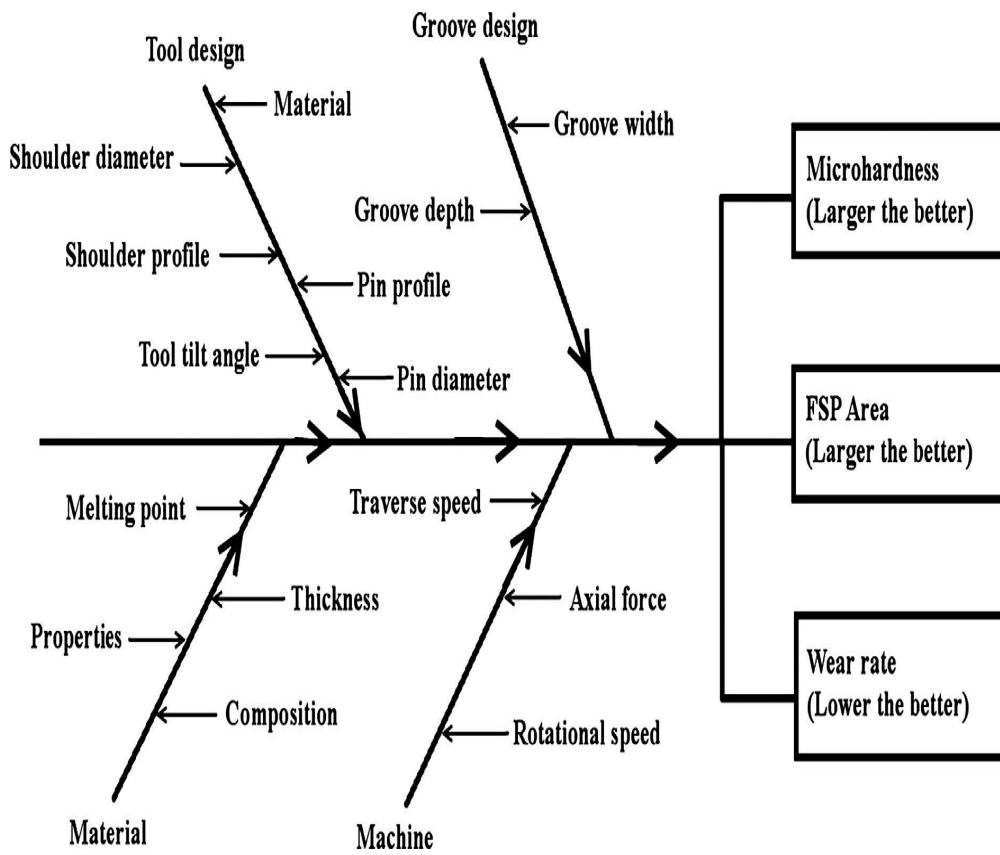 Tool design
Material
Shoulder diameter
Shoulder profile
Pin profile
Tool tilt angle
Pin diameter
Groove design
Groove width
Groove depth
Melting point
Thickness
Properties
Composition
Material
Traverse speed
Axial force
Rotational speed
Machine
Microhardness
(Larger the better)
FSP Area
(Larger the better)
Wear rate
(Lower the better)